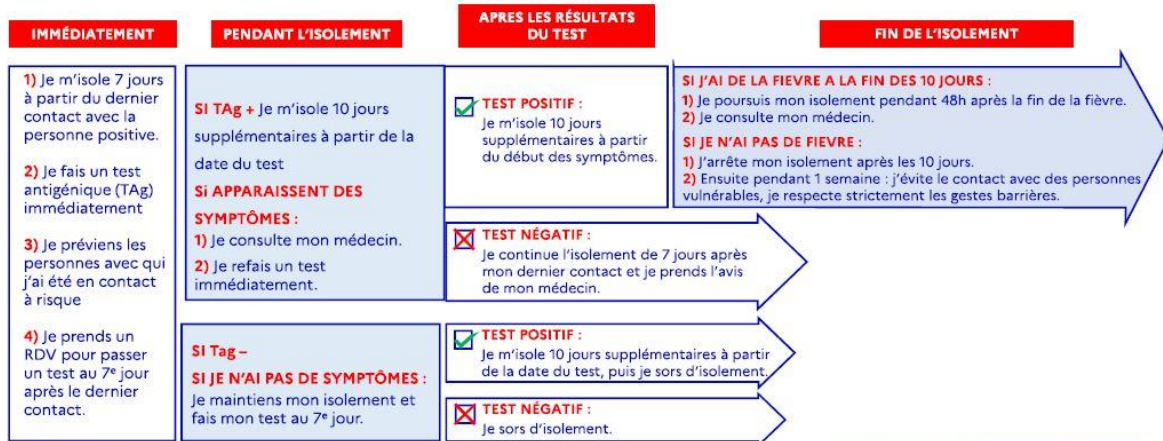 IMMÉDIATEMENT
1) Je m'isole 7 jours
à partir du dernier
contact avec la
personne positive.
2) Je fais un test
antigénique (TAg)
immédiatement
3) Je préviens les
personnes avec qui
j'ai été en contact
à risque
4) Je prends un
RDV pour passer
un test au 7e jour
après le dernier
contact.
PENDANT L'ISOLEMENT
SI TAg + Je m'isole 10 jours
supplémentaires à partir de la
date du test
Si APPARAISSENT DES
SYMPTÔMES :
1) Je consulte mon médecin.
2) Je refais un test
immédiatement.
SI Tag –
SI JE N'AI PAS DE SYMPTÔMES :
Je maintiens mon isolement et
fais mon test au 7e jour.
APRES LES RÉSULTATS
DU TEST
TEST POSITIF :
Je m'isole 10 jours
supplémentaires à partir
du début des symptômes.
TEST NÉGATIF :
Je continue l'isolement de 7 jours après
mon dernier contact et je prends l'avis
de mon médecin.
TEST POSITIF :
Je m'isole 10 jours supplémentaires à partir
de la date du test, puis je sors d'isolement.
TEST NÉGATIF :
Je sors d'isolement.
FIN DE L'ISOLEMENT
SI J'AI DE LA FIEVRE A LA FIN DES 10 JOURS :
1) Je poursuis mon isolement pendant 48h après la fin de la fièvre.
2) Je consulte mon médecin.
SI JE N'AI PAS DE FIEVRE :
1) J'arrête mon isolement après les 10 jours.
2) Ensuite pendant 1 semaine : j'évite le contact avec des personnes
vulnérables, je respecte strictement les gestes barrières.